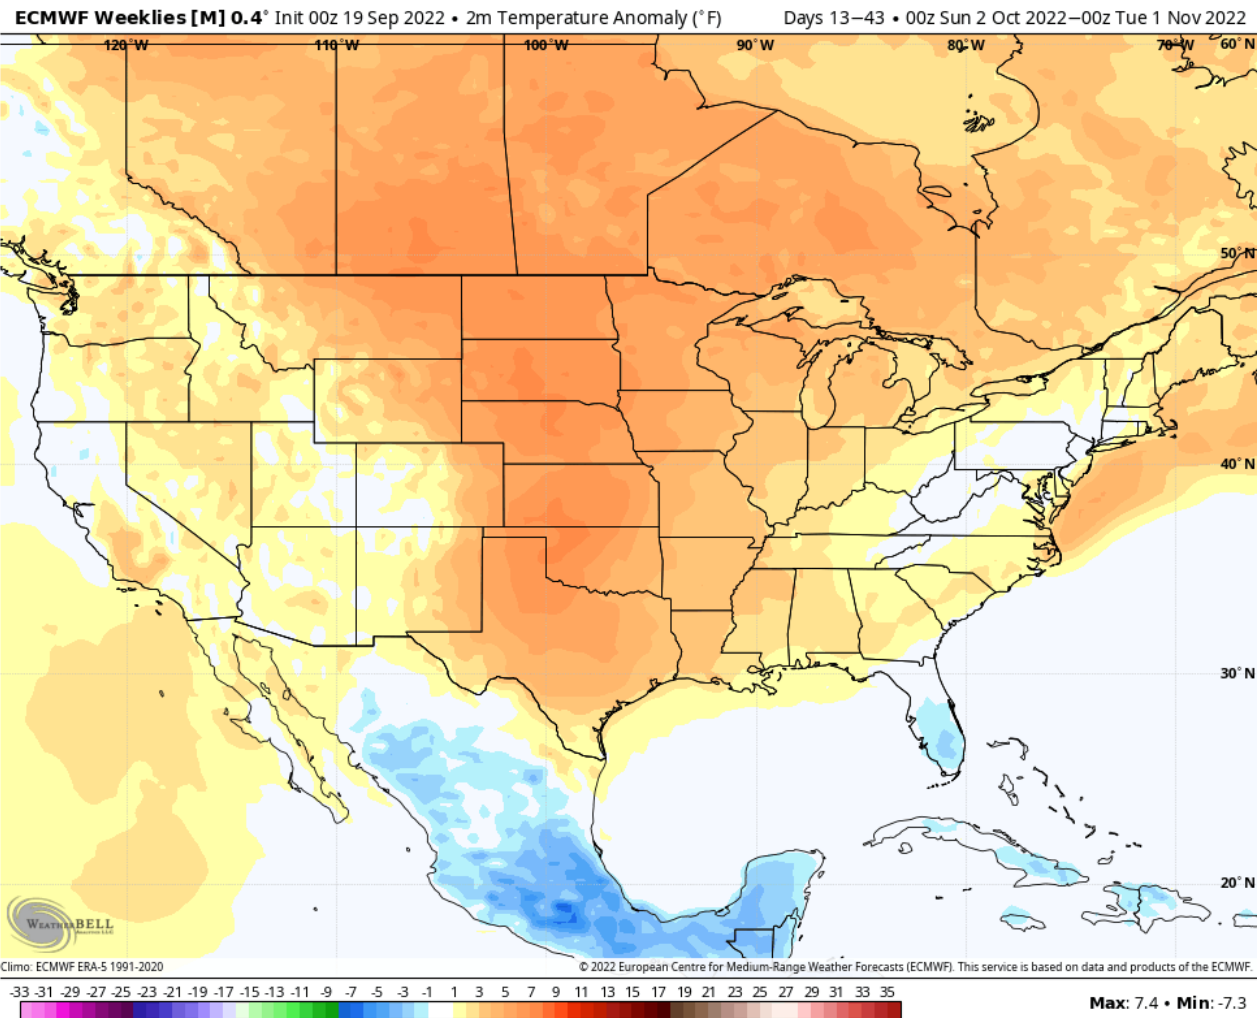 ECMWF Weeklies [M] 0.4° Init 00z 19 Sep 2022 • 2m Temperature Anomaly (°F) Days 13−43 • 00z Sun 2 Oct 2022−00z Tue 1 Nov 2022
120°W 110°W 100°W 90°W 80°W 70°W 60°N
50°N
40°N
30°N
20°N
WEATHERBELL
Climo: ECMWF ERA-5 1991-2020 © 2022 European Centre for Medium-Range Weather Forecasts (ECMWF). This service is based on data and products of the ECMWF.
-33 -31 -29 -27 -25 -23 -21 -19 -17 -15 -13 -11 -9 -7 -5 -3 -1 1 3 5 7 9 11 13 15 17 19 21 23 25 27 29 31 33 35 Max: 7.4 • Min: -7.3